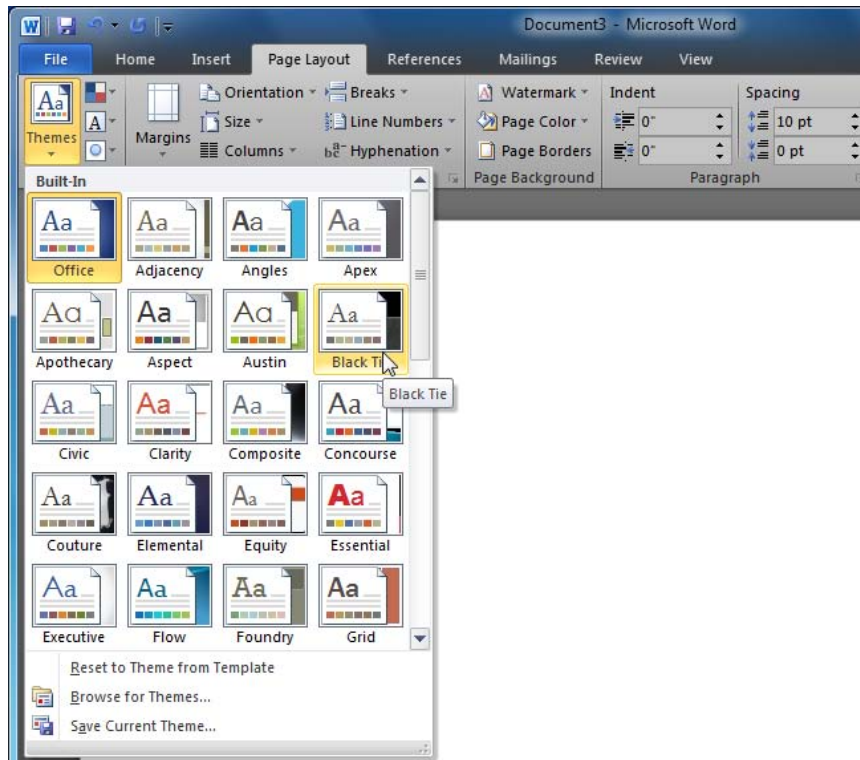 W Document3 - Microsoft Word
File Home Insert Page Layout References Mailings Review View
Aa Themes
A
Margins
Orientation
Size
Columns
Breaks
Line Numbers
Hyphenation
Watermark
Page Color
Page Borders
Page Background
Indent
0"
0"
Spacing
10 pt
0 pt
Paragraph
Built-In
Aa Aa Aa Aa
Office Adjacency Angles Apex
Aa Aa Aa Aa
Apothecary Aspect Austin Black Ti
Black Tie
Aa Aa Aa Aa
Civic Clarity Composite Concourse
Aa Aa Aa Aa
Couture Elemental Equity Essential
Aa Aa Aa Aa
Executive Flow Foundry Grid
Reset to Theme from Template
Browse for Themes...
Save Current Theme...